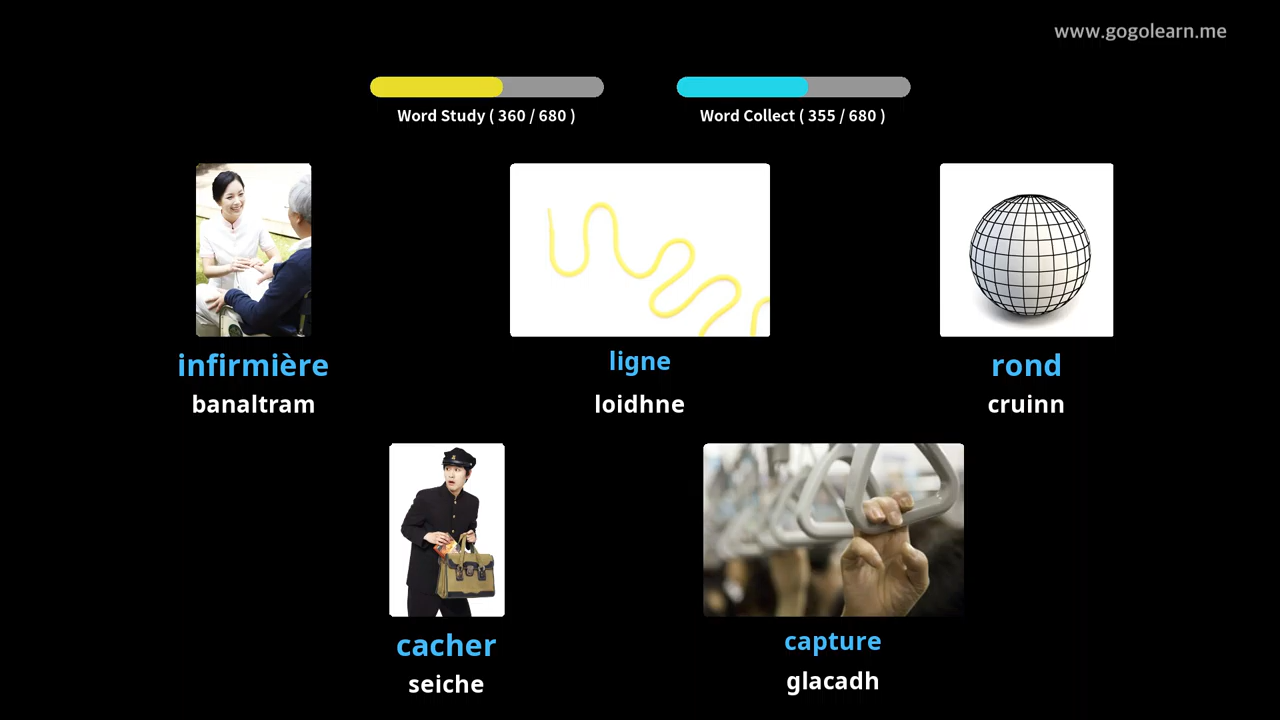 www.gogolearn.me
Word Study ( 360 / 680 )
Word Collect ( 355 / 680 )
infirmière
banaltram
ligne
loidhne
rond
cruinn
cacher
seiche
capture
glacadh